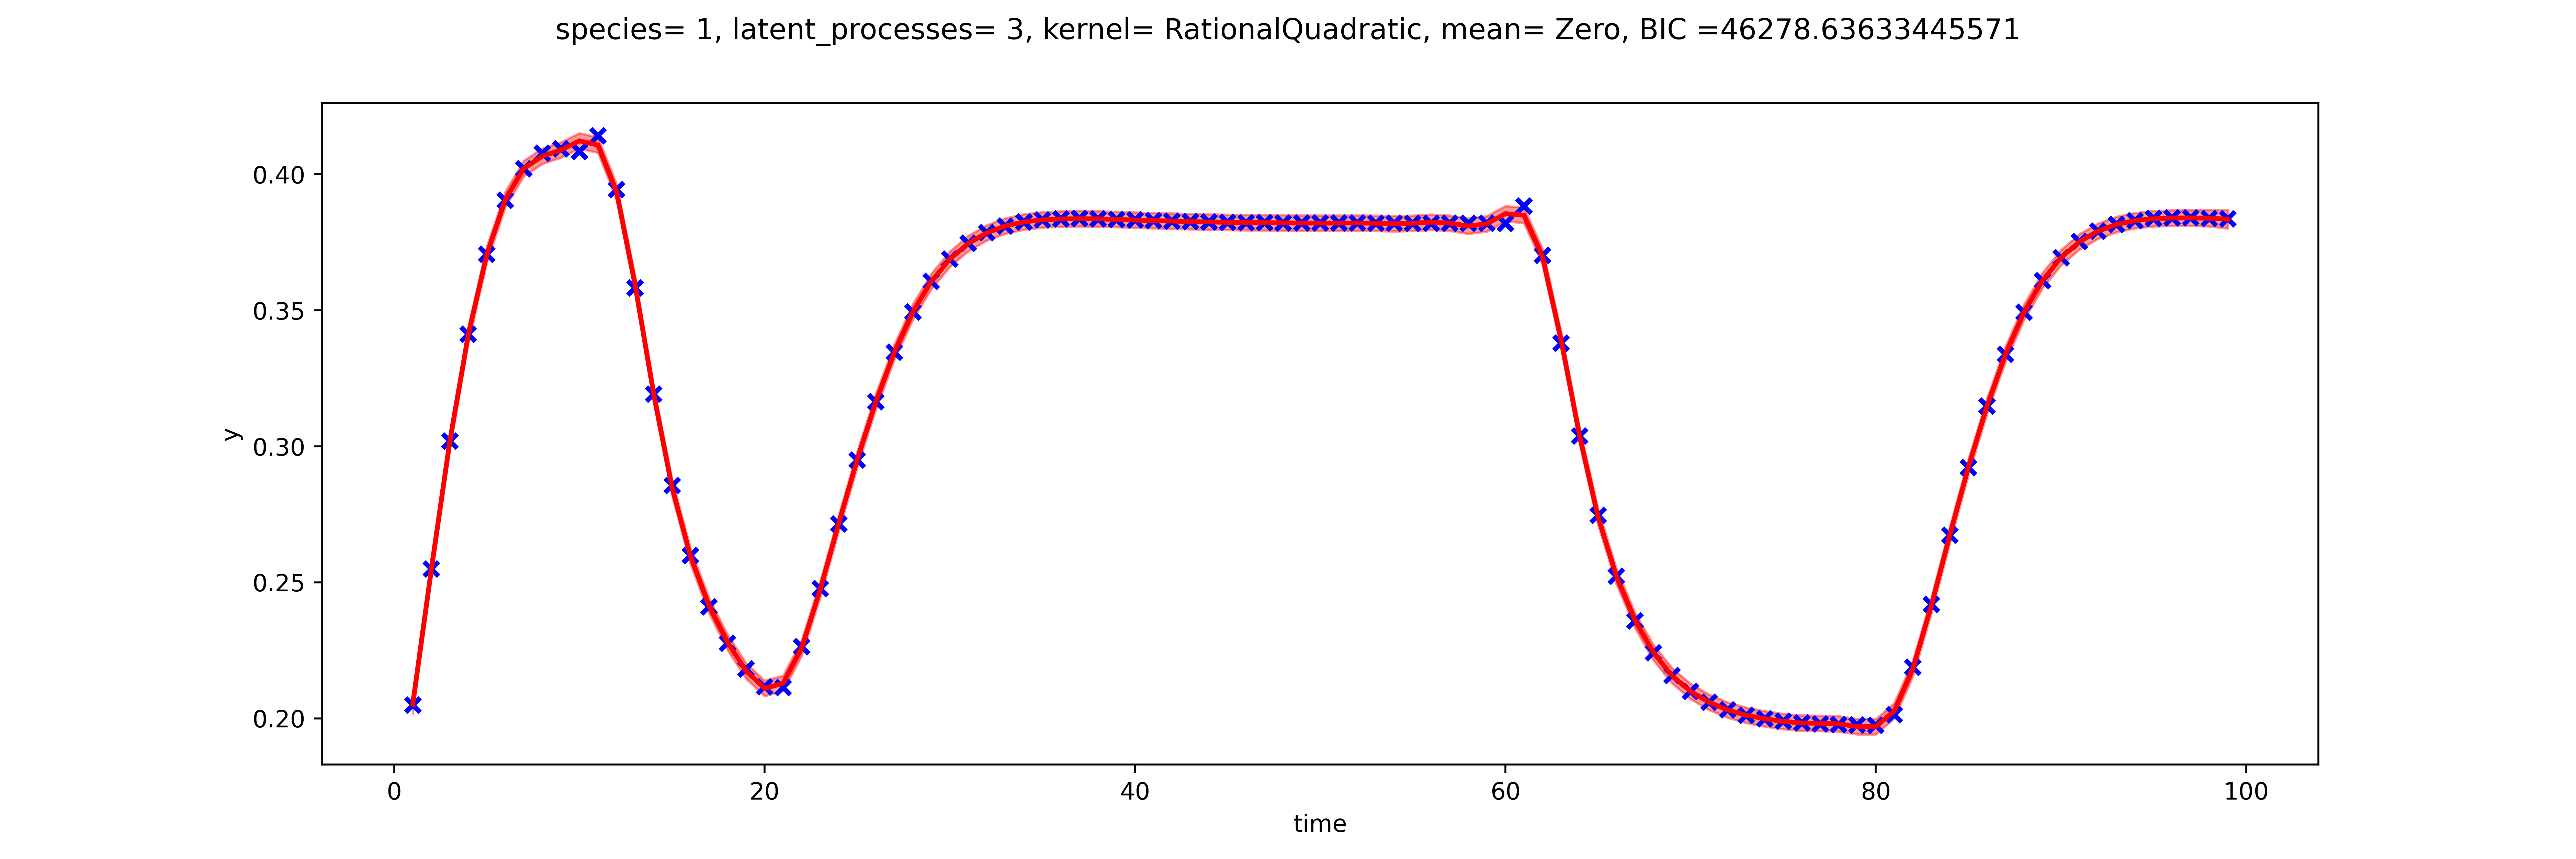 species= 1, latent_processes= 3, kernel= RationalQuadratic, mean= Zero, BIC =46278.63633445571
0.40
0.35
0.30
0.25
0.20
y
0 20 40 60 80 100
time